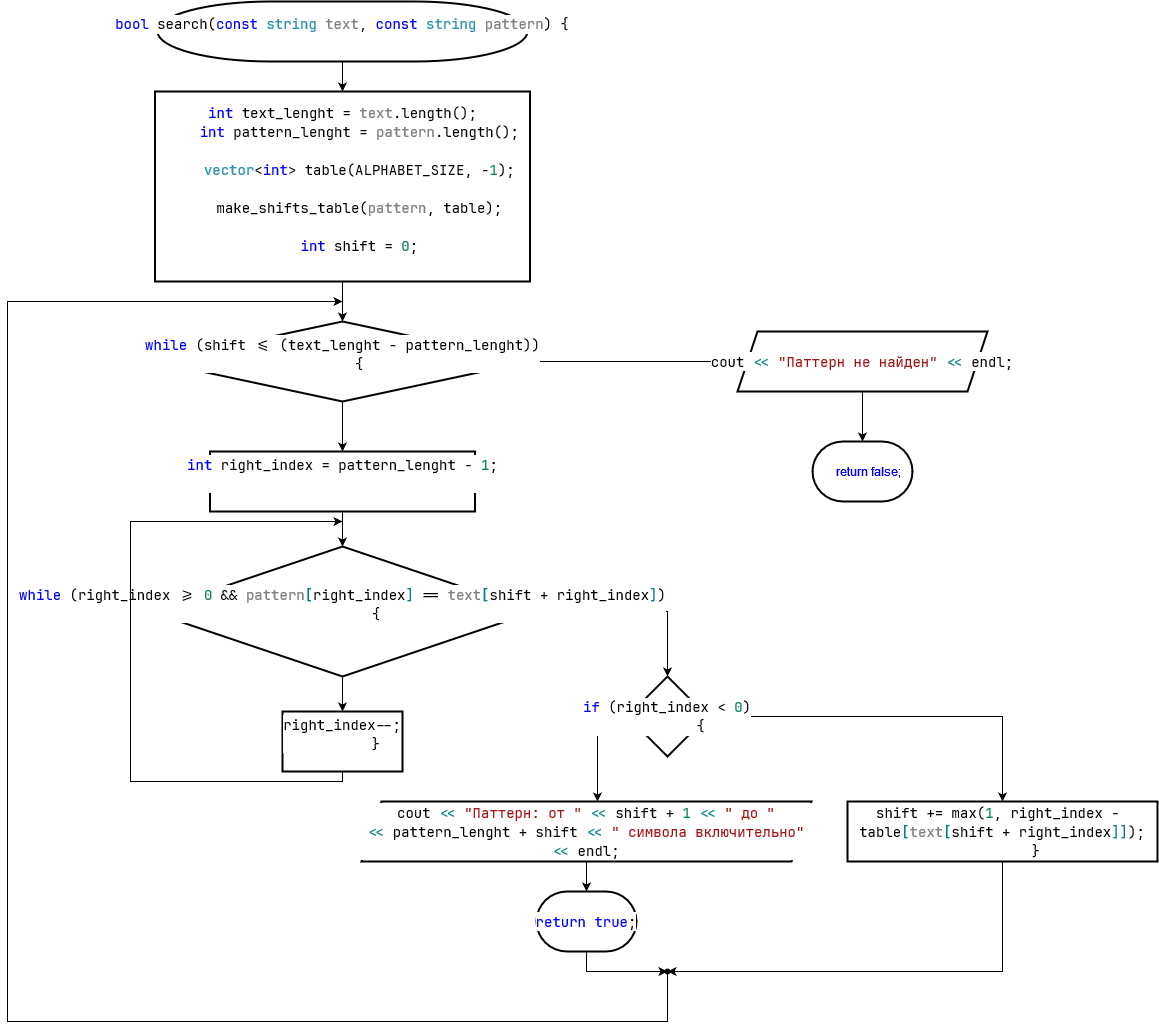 bool search(const string text, const string pattern) {
int text_lenght = text.length();
int pattern_lenght = pattern.length();
vector<int> table(ALPHABET_SIZE, -1);
make_shifts_table(pattern, table);
int shift = 0;
while (shift <= (text_lenght - pattern_lenght))
{
cout << "Паттерн не найден" << endl;
return false;
int right_index = pattern_lenght - 1;
while (right_index >= 0 && pattern[right_index] == text[shift + right_index])
{
right_index--;
}
if (right_index < 0)
{
cout << "Паттерн: от " << shift + 1 << " до "
<< pattern_lenght + shift << " символа включительно"
<< endl;
return true;
shift += max(1, right_index -
table[text[shift + right_index]]);
}